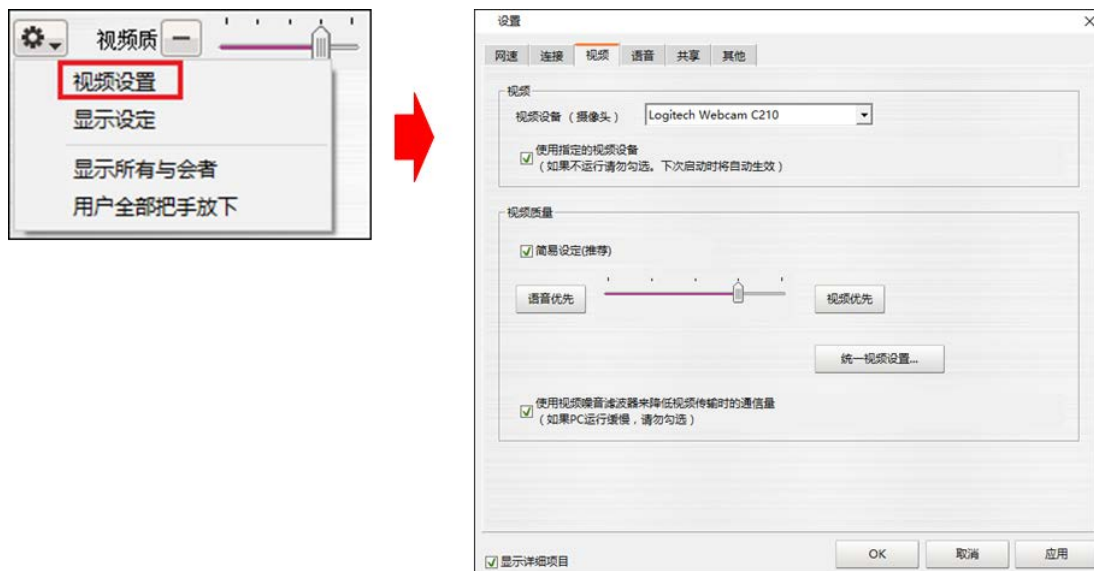 视频质
视频设置
显示设定
显示所有与会者
用户全部把手放下
设置
网速 连接 视频 语音 共享 其他
视频
视频设备（摄像头） Logitech Webcam C210
使用指定的视频设备
（如果不运行请勿勾选。下次启动时将自动生效）
视频质量
简易设定(推荐)
语音优先 视频优先
统一视频设置...
使用视频噪音滤波器来降低视频传输时的通信量
（如果PC运行缓慢，请勿勾选）
显示详细项目 OK 取消 应用